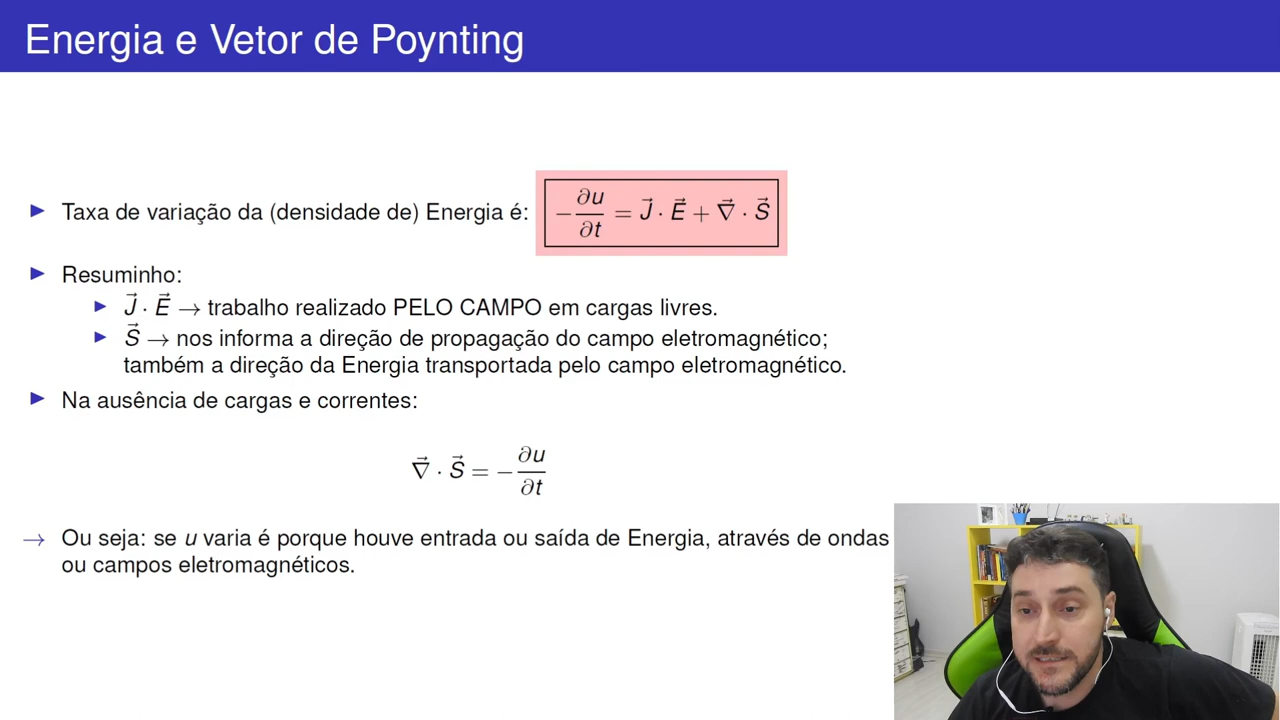 Energia e Vetor de Poynting
Taxa de variação da (densidade de) Energia é: −∂u/∂t = J⃗ · E⃗ + ∇⃗ · S⃗
Resuminho:
J⃗ · E⃗ → trabalho realizado PELO CAMPO em cargas livres.
S⃗ → nos informa a direção de propagação do campo eletromagnético;
também a direção da Energia transportada pelo campo eletromagnético.
Na ausência de cargas e correntes:
∇⃗ · S⃗ = −∂u/∂t
→ Ou seja: se u varia é porque houve entrada ou saída de Energia, através de ondas
ou campos eletromagnéticos.